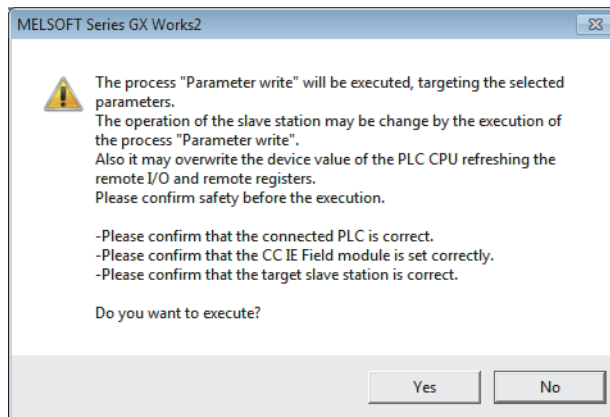 MELSOFT Series GX Works2
The process "Parameter write" will be executed, targeting the selected
parameters.
The operation of the slave station may be change by the execution of
the process "Parameter write".
Also it may overwrite the device value of the PLC CPU refreshing the
remote I/O and remote registers.
Please confirm safety before the execution.
-Please confirm that the connected PLC is correct.
-Please confirm that the CC IE Field module is set correctly.
-Please confirm that the target slave station is correct.
Do you want to execute?
Yes
No